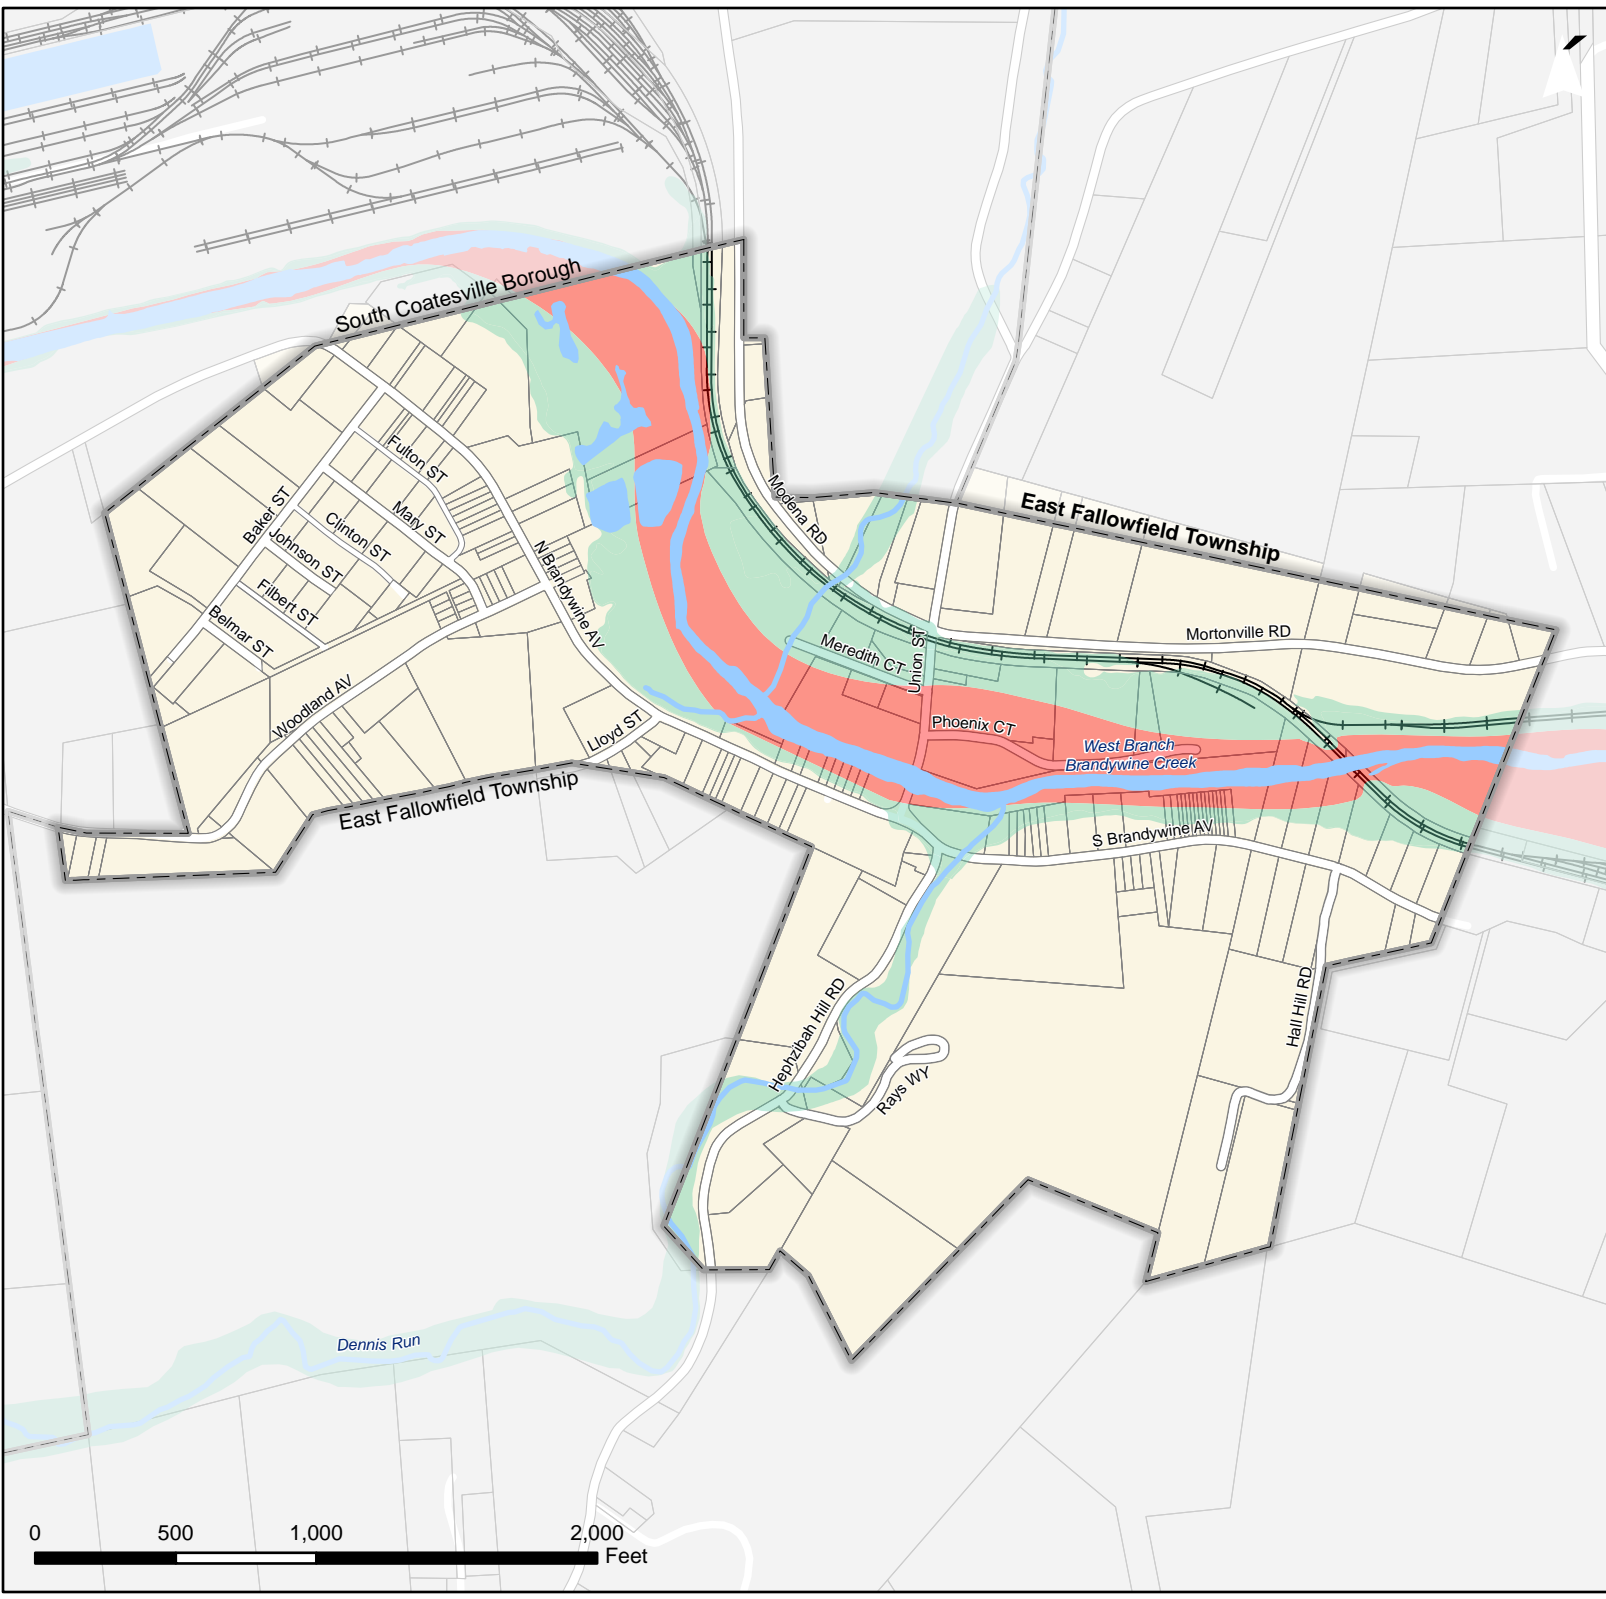 South Coatesville Borough
Fulton ST
Modena RD
Baker ST
Mary ST
East Fallowfield Township
Clinton ST
Johnson ST
N Brandywine AV
Filbert ST
Belmar ST
Mortonville RD
Meredith CT
Union ST
Woodland AV
Lloyd ST
Phoenix CT
West Branch
Brandywine Creek
East Fallowfield Township
S Brandywine AV
Hephzibah Hill RD
Hall Hill RD
Rays WY
Dennis Run
0 500 1,000 2,000
Feet